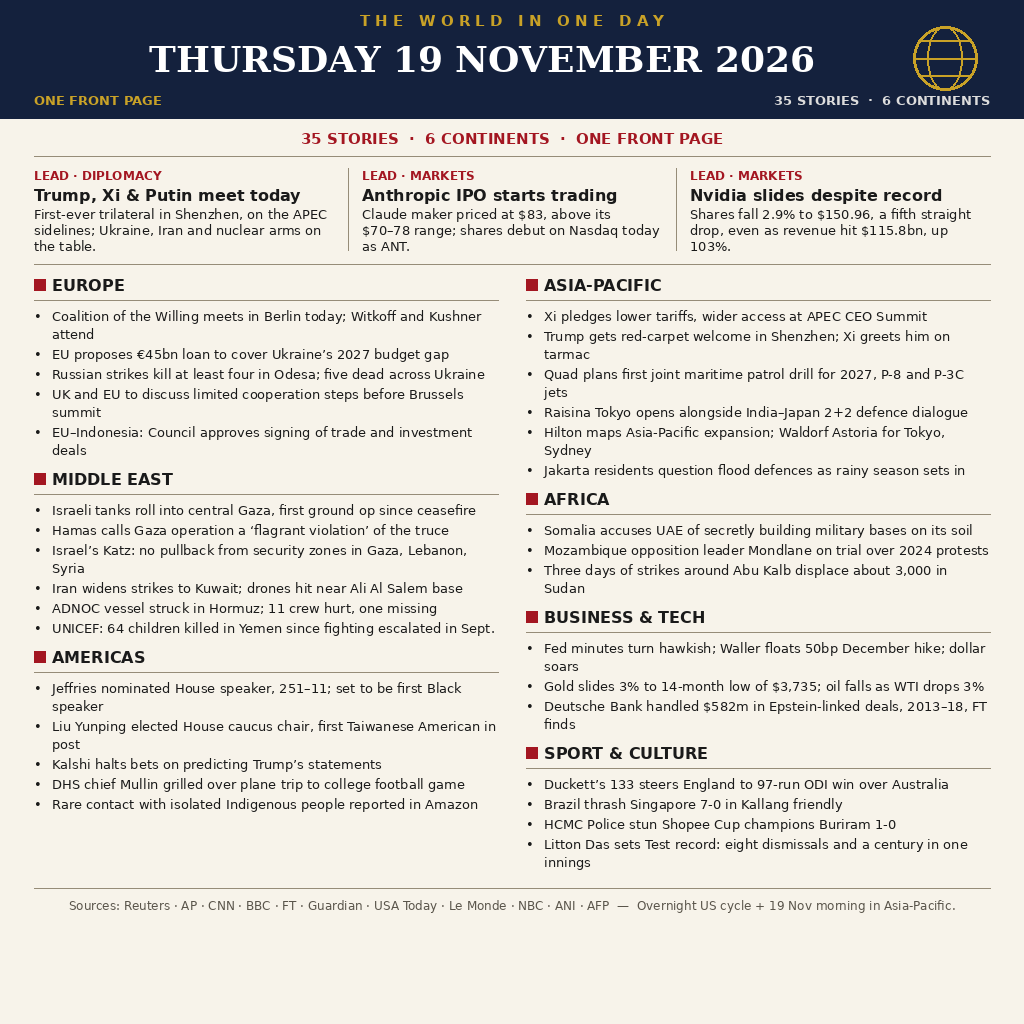 THE WORLD IN ONE DAY
THURSDAY 19 NOVEMBER 2026
ONE FRONT PAGE
35 STORIES · 6 CONTINENTS
35 STORIES · 6 CONTINENTS · ONE FRONT PAGE
LEAD · DIPLOMACY
Trump, Xi & Putin meet today
First-ever trilateral in Shenzhen, on the APEC
sidelines; Ukraine, Iran and nuclear arms on
the table.
LEAD · MARKETS
Anthropic IPO starts trading
Claude maker priced at $83, above its
$70–78 range; shares debut on Nasdaq today
as ANT.
LEAD · MARKETS
Nvidia slides despite record
Shares fall 2.9% to $150.96, a fifth straight
drop, even as revenue hit $115.8bn, up
103%.
EUROPE
• Coalition of the Willing meets in Berlin today; Witkoff and Kushner
attend
• EU proposes €45bn loan to cover Ukraine’s 2027 budget gap
• Russian strikes kill at least four in Odesa; five dead across Ukraine
• UK and EU to discuss limited cooperation steps before Brussels
summit
• EU–Indonesia: Council approves signing of trade and investment
deals
MIDDLE EAST
• Israeli tanks roll into central Gaza, first ground op since ceasefire
• Hamas calls Gaza operation a ‘flagrant violation’ of the truce
• Israel’s Katz: no pullback from security zones in Gaza, Lebanon,
Syria
• Iran widens strikes to Kuwait; drones hit near Ali Al Salem base
• ADNOC vessel struck in Hormuz; 11 crew hurt, one missing
• UNICEF: 64 children killed in Yemen since fighting escalated in Sept.
AMERICAS
• Jeffries nominated House speaker, 251–11; set to be first Black
speaker
• Liu Yunping elected House caucus chair, first Taiwanese American in
post
• Kalshi halts bets on predicting Trump’s statements
• DHS chief Mullin grilled over plane trip to college football game
• Rare contact with isolated Indigenous people reported in Amazon
ASIA-PACIFIC
• Xi pledges lower tariffs, wider access at APEC CEO Summit
• Trump gets red-carpet welcome in Shenzhen; Xi greets him on
tarmac
• Quad plans first joint maritime patrol drill for 2027, P-8 and P-3C
jets
• Raisina Tokyo opens alongside India–Japan 2+2 defence dialogue
• Hilton maps Asia-Pacific expansion; Waldorf Astoria for Tokyo,
Sydney
• Jakarta residents question flood defences as rainy season sets in
AFRICA
• Somalia accuses UAE of secretly building military bases on its soil
• Mozambique opposition leader Mondlane on trial over 2024 protests
• Three days of strikes around Abu Kalb displace about 3,000 in
Sudan
BUSINESS & TECH
• Fed minutes turn hawkish; Waller floats 50bp December hike; dollar
soars
• Gold slides 3% to 14-month low of $3,735; oil falls as WTI drops 3%
• Deutsche Bank handled $582m in Epstein-linked deals, 2013–18, FT
finds
SPORT & CULTURE
• Duckett’s 133 steers England to 97-run ODI win over Australia
• Brazil thrash Singapore 7-0 in Kallang friendly
• HCMC Police stun Shopee Cup champions Buriram 1-0
• Litton Das sets Test record: eight dismissals and a century in one
innings
Sources: Reuters · AP · CNN · BBC · FT · Guardian · USA Today · Le Monde · NBC · ANI · AFP — Overnight US cycle + 19 Nov morning in Asia-Pacific.